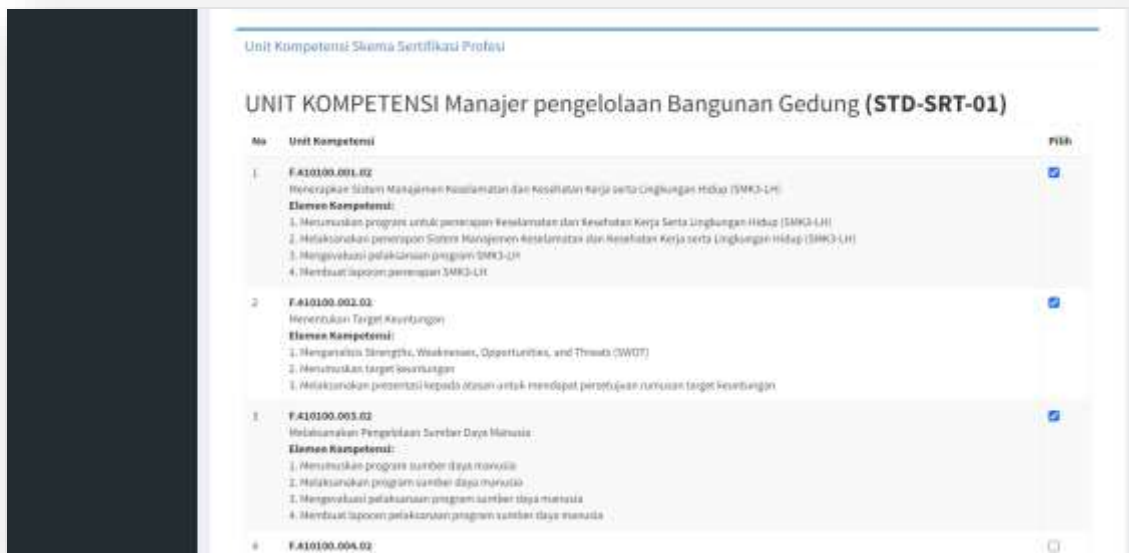 Unit Kompetensi Skema Sertifikasi Profesi
UNIT KOMPETENSI Manajer pengelolaan Bangunan Gedung (STD-SRT-01)
No Unit Kompetensi Pilih
1 F.410100.001.02
Menerapkan Sistem Manajemen Keselamatan dan Kesehatan Kerja serta Lingkungan Hidup (SMK3-LH)
Elemen Kompetensi:
1. Merumuskan program untuk penerapan Keselamatan dan Kesehatan Kerja Serta Lingkungan Hidup (SMK3-LH)
2. Melaksanakan penerapan Sistem Manajemen Keselamatan dan Kesehatan Kerja serta Lingkungan Hidup (SMK3-LH)
3. Mengevaluasi pelaksanaan program SMK3-LH
4. Membuat laporan penerapan SMK3-LH
2 F.410100.002.02
Menentukan Target Keuntungan
Elemen Kompetensi:
1. Menganalisis Strengths, Weaknesses, Opportunities, and Threats (SWOT)
2. Merumuskan target keuntungan
3. Melaksanakan presentasi kepada atasan untuk mendapat persetujuan rumusan target keuntungan
3 F.410100.003.02
Melaksanakan Pengelolaan Sumber Daya Manusia
Elemen Kompetensi:
1. Merumuskan program sumber daya manusia
2. Melaksanakan program sumber daya manusia
3. Mengevaluasi pelaksanaan program sumber daya manusia
4. Membuat laporan pelaksanaan program sumber daya manusia
4 F.410100.004.02